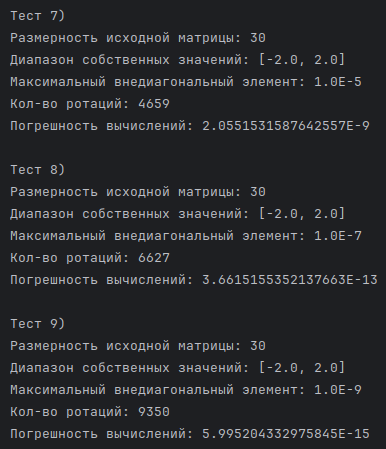 Тест 7)
Размерность исходной матрицы: 30
Диапазон собственных значений: [-2.0, 2.0]
Максимальный внедиагональный элемент: 1.0E-5
Кол-во ротаций: 4659
Погрешность вычислений: 2.0551531587642557E-9
Тест 8)
Размерность исходной матрицы: 30
Диапазон собственных значений: [-2.0, 2.0]
Максимальный внедиагональный элемент: 1.0E-7
Кол-во ротаций: 6627
Погрешность вычислений: 3.6615155352137663E-13
Тест 9)
Размерность исходной матрицы: 30
Диапазон собственных значений: [-2.0, 2.0]
Максимальный внедиагональный элемент: 1.0E-9
Кол-во ротаций: 9350
Погрешность вычислений: 5.995204332975845E-15